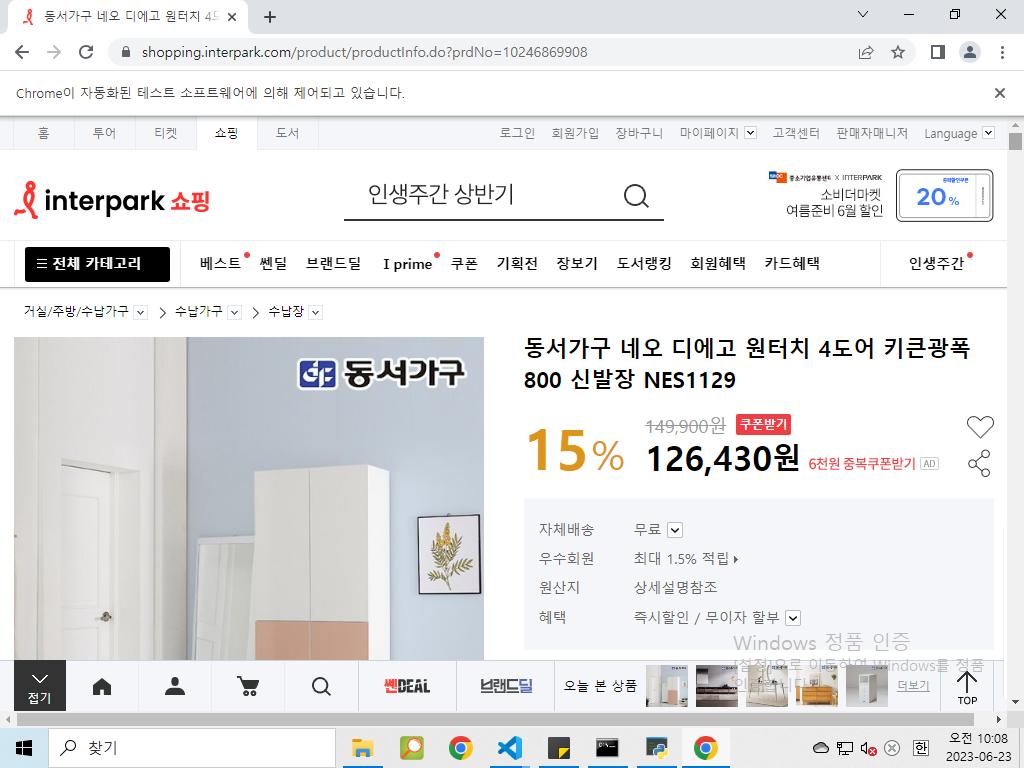 동서가구 네오 디에고 원터치 4도
shopping.interpark.com/product/productInfo.do?prdNo=10246869908
Chrome이 자동화된 테스트 소프트웨어에 의해 제어되고 있습니다.
홈 투어 티켓 쇼핑 도서 로그인 회원가입 장바구니 마이페이지 고객센터 판매자매니저 Language
interpark 쇼핑
인생주간 상반기
중소기업유통센터 X INTERPARK
소비더마켓
여름준비 6월 할인
중복할인쿠폰
20%
전체 카테고리 베스트 쎈딜 브랜드딜 I prime 쿠폰 기획전 장보기 도서랭킹 회원혜택 카드혜택 인생주간
거실/주방/수납가구 수납가구 수납장
동서가구
동서가구 네오 디에고 원터치 4도어 키큰광폭
800 신발장 NES1129
15% 149,900원 쿠폰받기
126,430원 6천원 중복쿠폰받기 AD
자체배송 무료
우수회원 최대 1.5% 적립
원산지 상세설명참조
혜택 즉시할인 / 무이자 할부
Windows 정품 인증
[설정]으로 이동하여 Windows를 정품
인증합니다.
접기 쎈DEAL 브랜드딜 오늘 본 상품 더보기 TOP
찾기
한
오전 10:08
2023-06-23